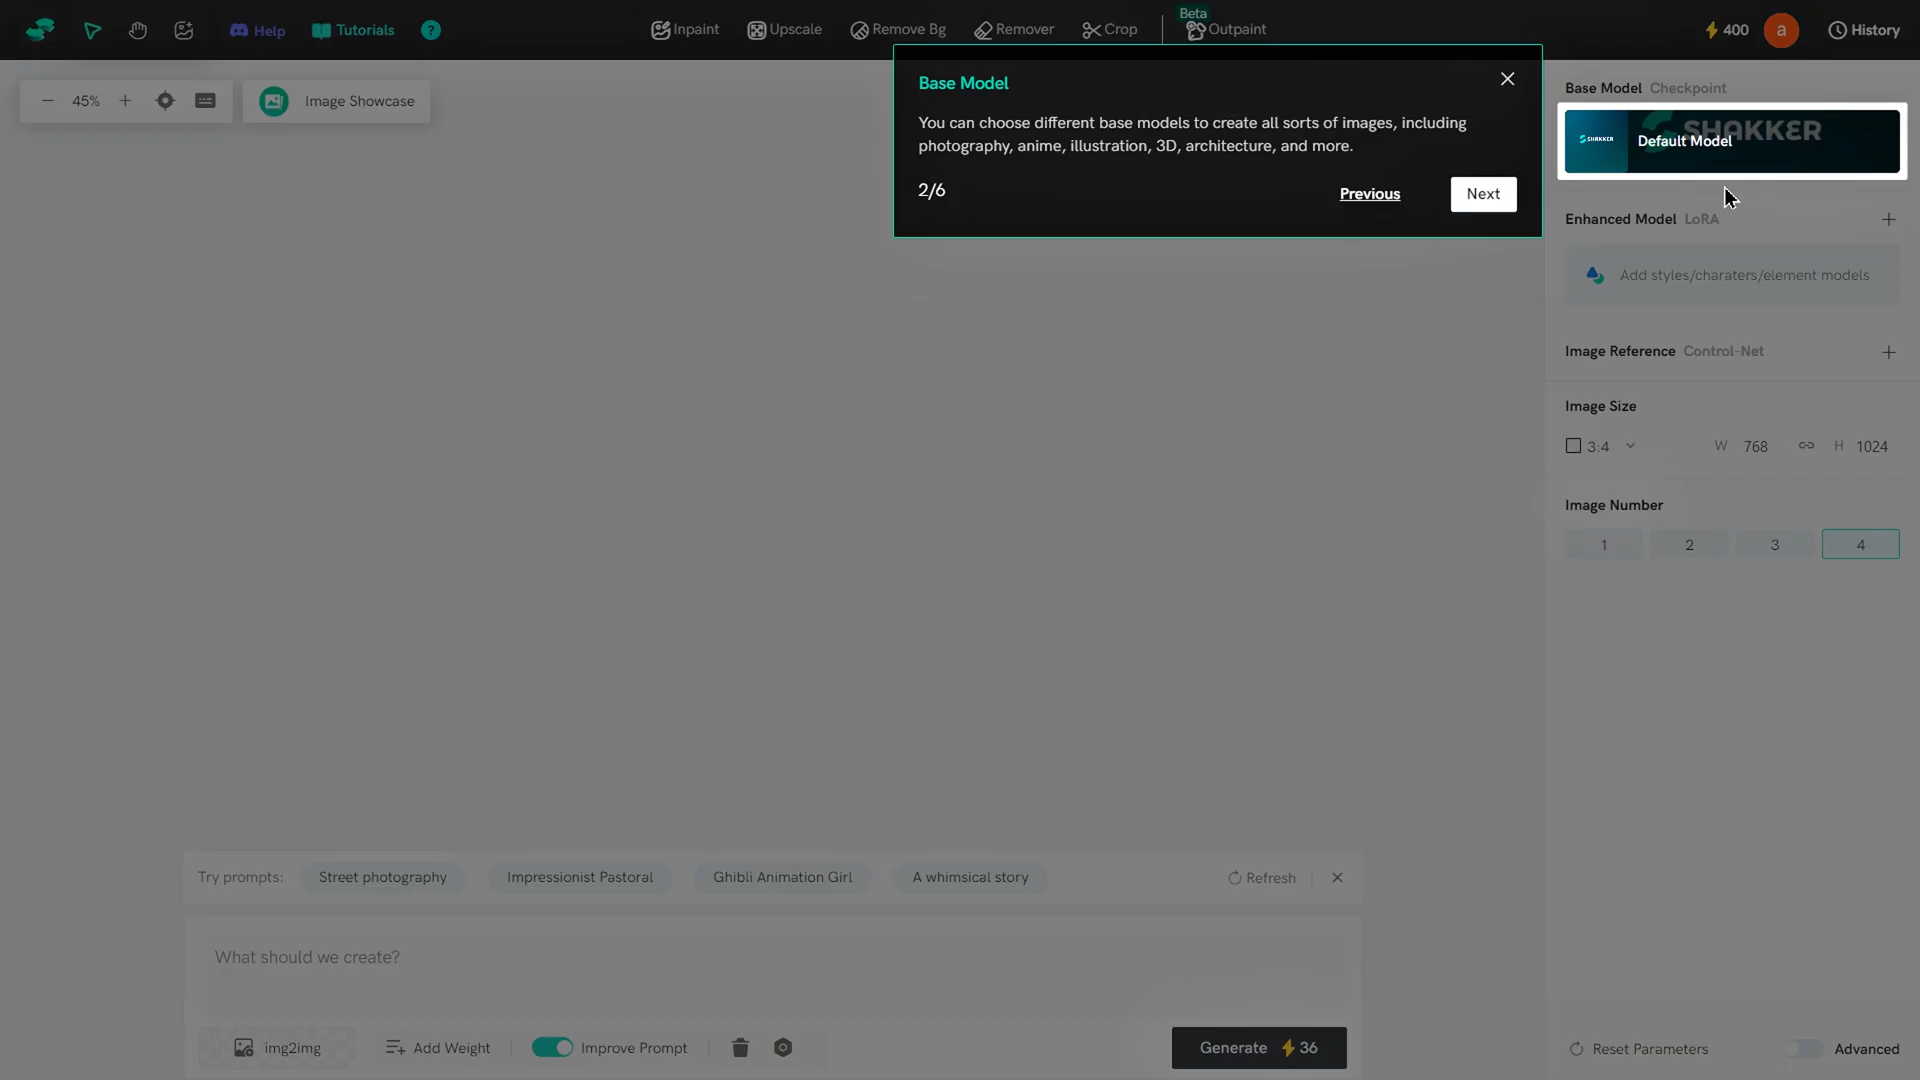 Help
Tutorials
?
Inpaint
Upscale
Remove Bg
Remover
Crop
Beta
Outpaint
400
a
History
45%
Image Showcase
Base Model
You can choose different base models to create all sorts of images, including
photography, anime, illustration, 3D, architecture, and more.
2/6
Previous
Next
Base Model Checkpoint
SHAKKER
SHAKKER
Default Model
Enhanced Model LoRA
Add styles/charaters/element models
Image Reference Control-Net
Image Size
3:4
W 768
H 1024
Image Number
1
2
3
4
Try prompts:
Street photography
Impressionist Pastoral
Ghibli Animation Girl
A whimsical story
Refresh
What should we create?
img2img
Add Weight
Improve Prompt
Generate
36
Reset Parameters
Advanced